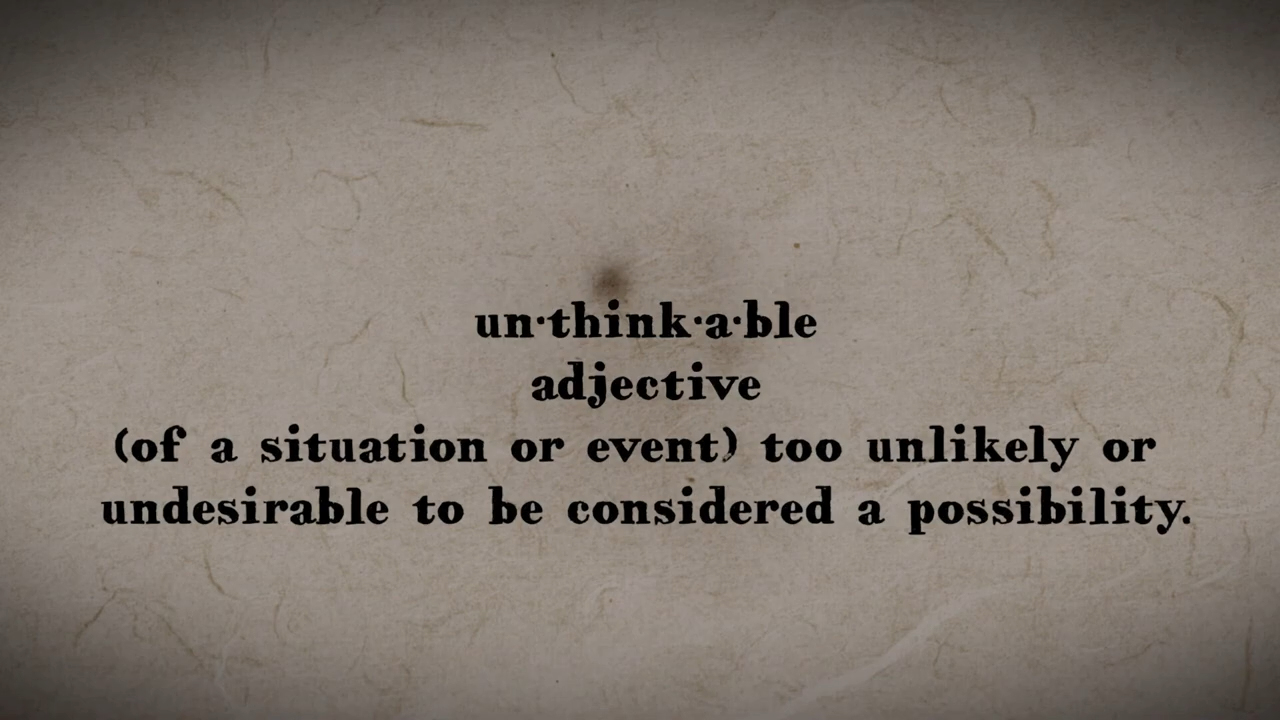 un·think·a·ble
adjective
(of a situation or event) too unlikely or
undesirable to be considered a possibility.